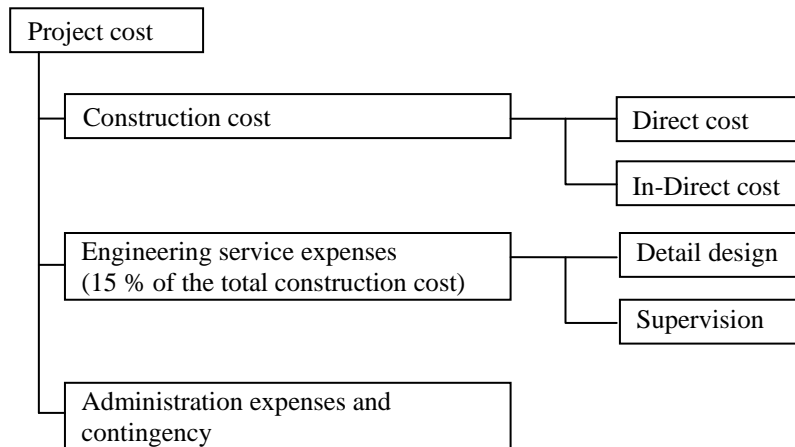 Project cost
Construction cost
Direct cost
In-Direct cost
Engineering service expenses
(15 % of the total construction cost)
Detail design
Supervision
Administration expenses and
contingency